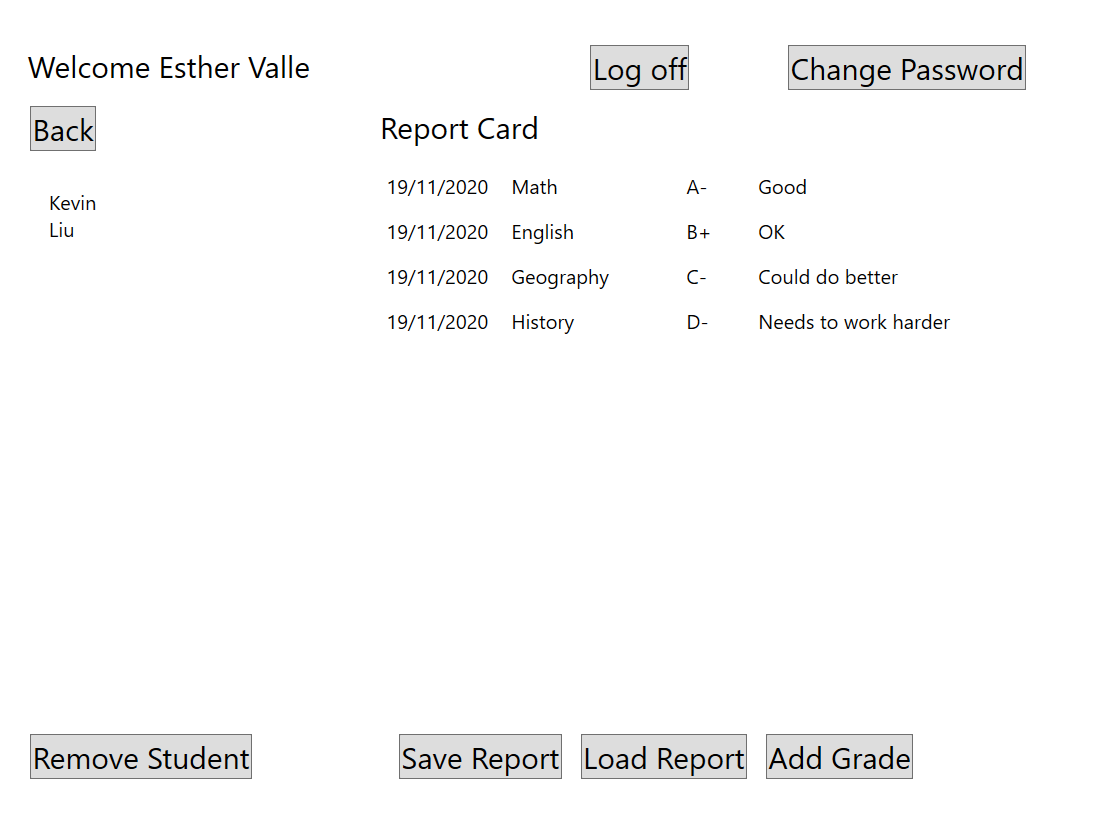 Welcome Esther Valle Log off Change Password
Back Report Card
19/11/2020 Math A- Good
Kevin
Liu
19/11/2020 English B+ OK
19/11/2020 Geography C- Could do better
19/11/2020 History D- Needs to work harder
Remove Student Save Report Load Report Add Grade